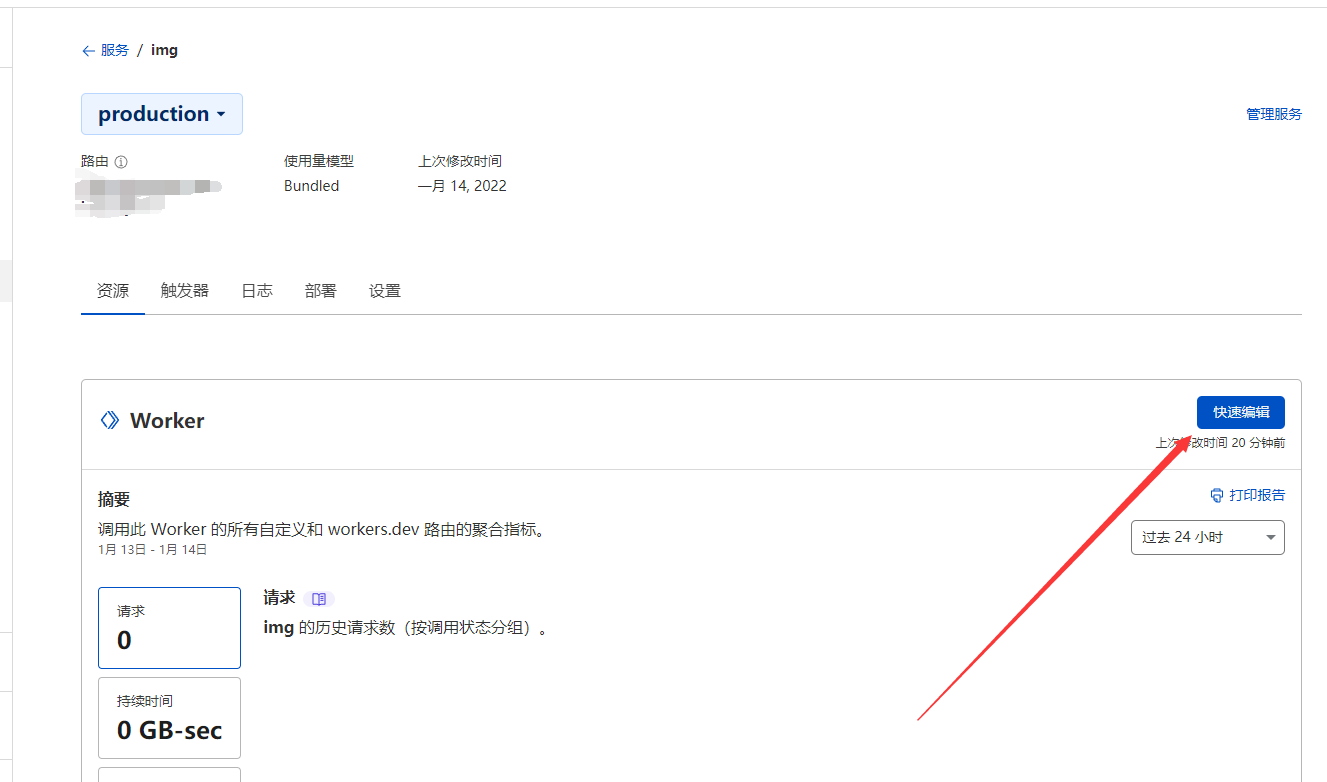 ← 服务 / img
production
管理服务
路由 使用量模型 上次修改时间
Bundled 一月 14, 2022
资源 触发器 日志 部署 设置
Worker
快速编辑
上次修改时间 20 分钟前
摘要
打印报告
调用此 Worker 的所有自定义和 workers.dev 路由的聚合指标。
1月 13日 - 1月 14日
过去 24 小时
请求
0
请求
img 的历史请求数（按调用状态分组）。
持续时间
0 GB-sec